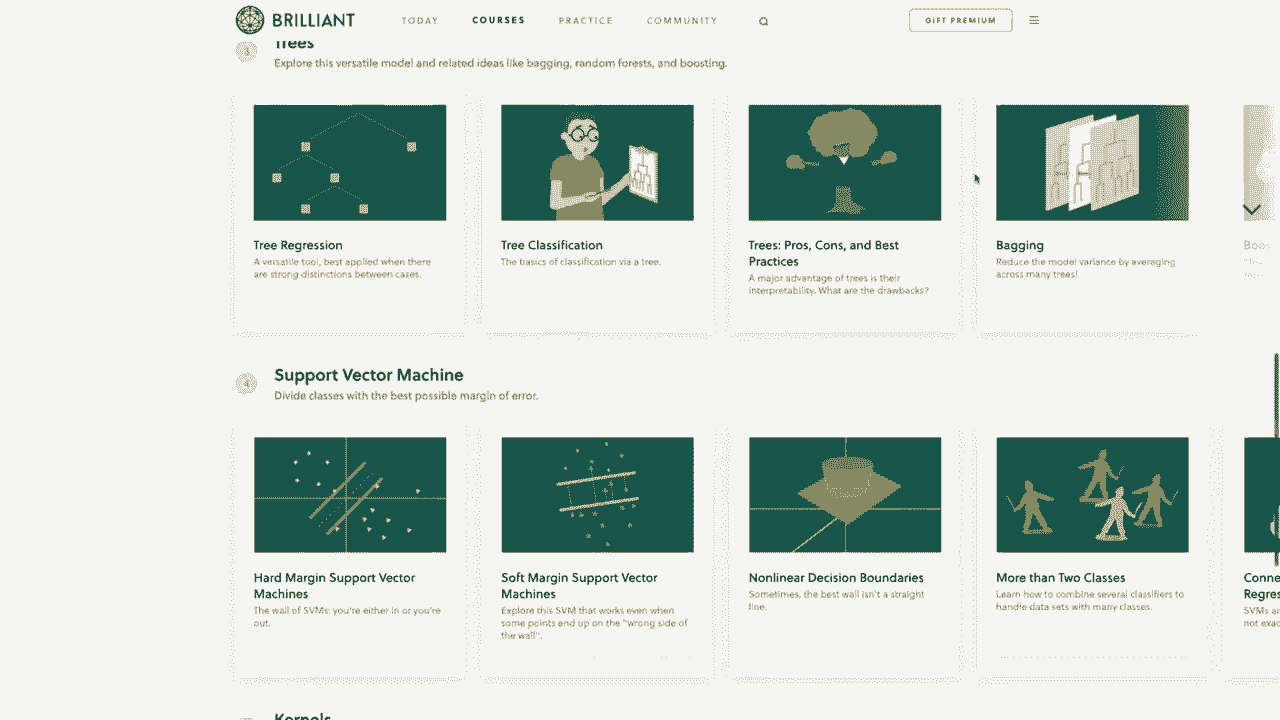 BRILLIANT
TODAY
COURSES
PRACTICE
COMMUNITY
GIFT PREMIUM
3
Trees
Explore this versatile model and related ideas like bagging, random forests, and boosting.
Tree Regression
A versatile tool, best applied when there
are strong distinctions between cases.
Tree Classification
The basics of classification via a tree.
Trees: Pros, Cons, and Best
Practices
A major advantage of trees is their
interpretability. What are the drawbacks?
Bagging
Reduce the model variance by averaging
across many trees!
4
Support Vector Machine
Divide classes with the best possible margin of error.
Hard Margin Support Vector
Machines
The wall of SVMs: you're either in or you're
out.
Soft Margin Support Vector
Machines
Explore this SVM that works even when
some points end up on the "wrong side of
the wall".
Nonlinear Decision Boundaries
Sometimes, the best wall isn't a straight
line.
More than Two Classes
Learn how to combine several classifiers to
handle data sets with many classes.
Conne
Regres
SVMs ar
not exac
Kernels